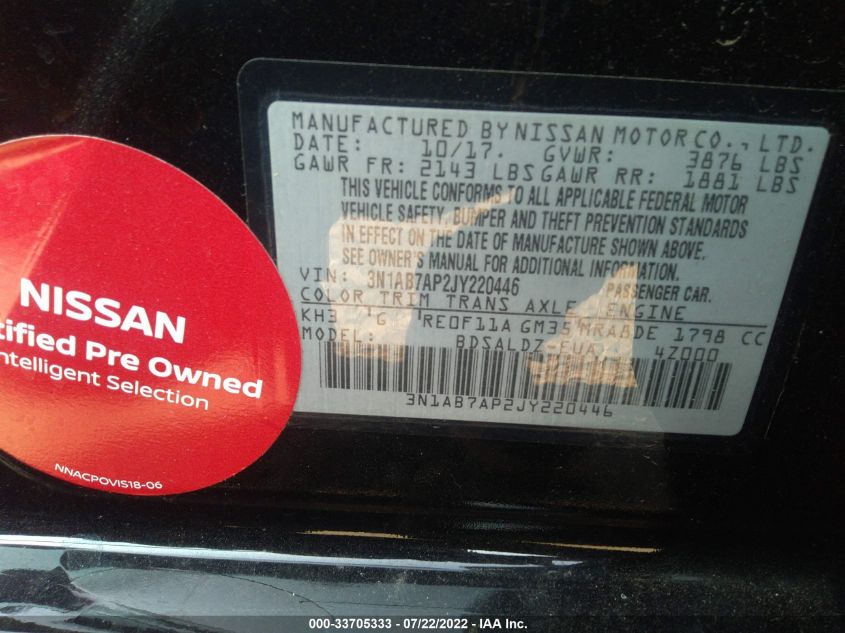 MANUFACTURED BY NISSAN MOTOR CO., LTD.
DATE: 10/17. GVWR: 3876 LBS
GAWR FR: 2143 LBS GAWR RR: 1881 LBS
THIS VEHICLE CONFORMS TO ALL APPLICABLE FEDERAL MOTOR
VEHICLE SAFETY, BUMPER AND THEFT PREVENTION STANDARDS
IN EFFECT ON THE DATE OF MANUFACTURE SHOWN ABOVE.
SEE OWNER'S MANUAL FOR ADDITIONAL INFORMATION.
VIN: 3N1AB7AP2JY220446 PASSENGER CAR.
COLOR TRIM TRANS AXLE ENGINE
KH3 G RE0F11A GM35 MRA8DE 1798 CC
MODEL: 4Z000
3N1AB7AP2JY220446
NISSAN
tified Pre Owned
Intelligent Selection
NNACPOVIS18-06
000-33705333 - 07/22/2022 - IAA Inc.